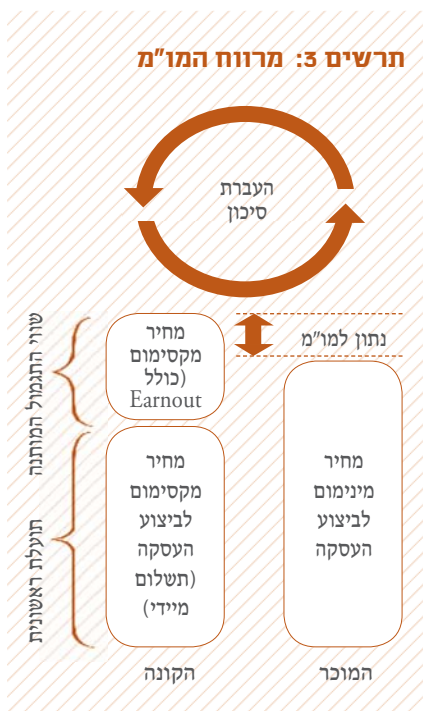 תרשים 3: מרווח המו"מ
העברת
סיכון
נתון למו"מ
מחיר
מקסימום
(כולל
Earnout
שווי התגמול המותנה
מחיר
מינימום
לביצוע
העסקה
מחיר
מקסימום
לביצוע
העסקה
(תשלום
מיידי)
תועלת ראשונית
המוכר
הקונה